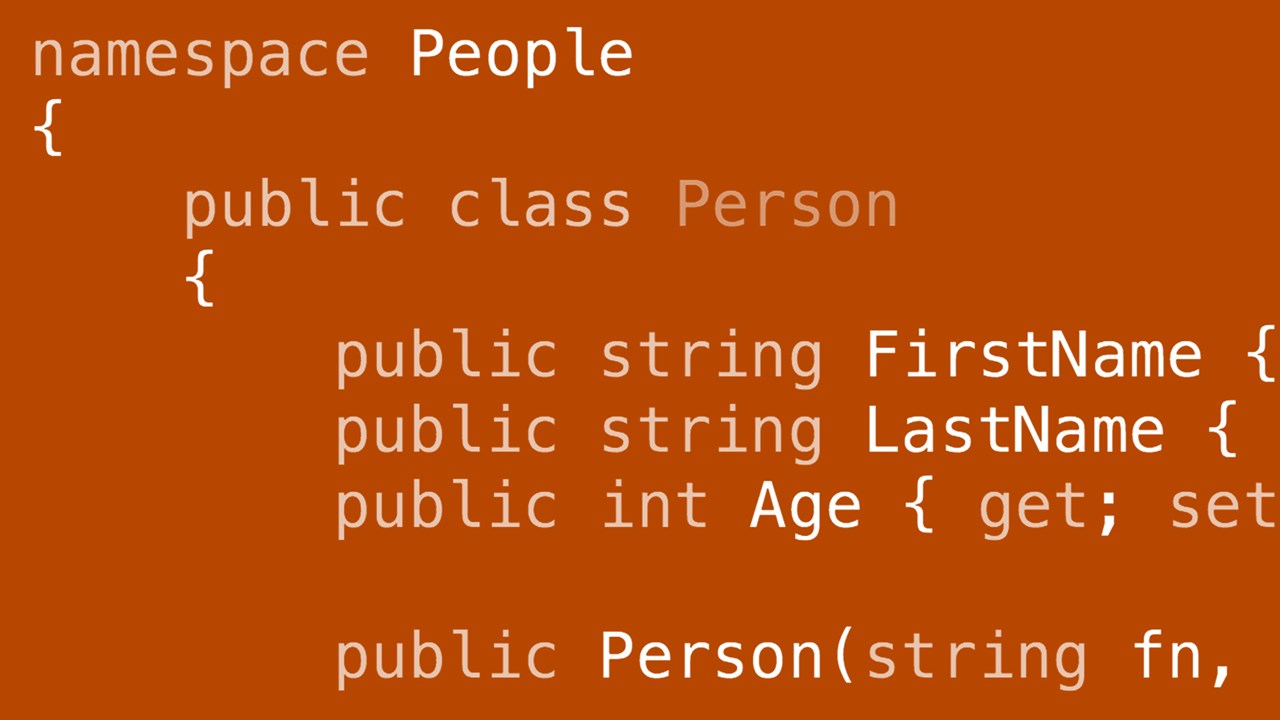 namespace People
{
public class Person
{
public string FirstName {
public string LastName {
public int Age { get; set
public Person(string fn,